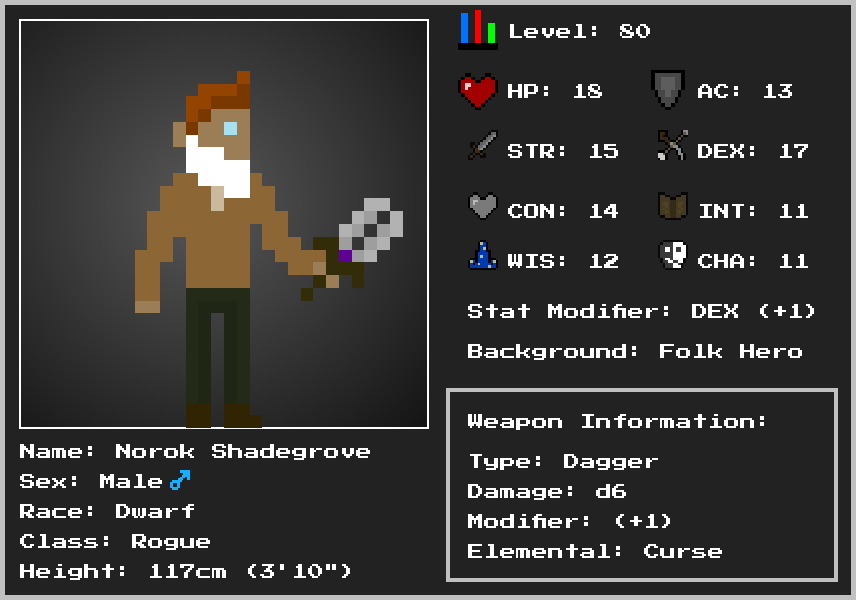 Level: 80
HP: 18
AC: 13
STR: 15
DEX: 17
CON: 14
INT: 11
WIS: 12
CHA: 11
Stat Modifier: DEX (+1)
Background: Folk Hero
Weapon Information:
Type: Dagger
Damage: d6
Modifier: (+1)
Elemental: Curse
Name: Norok Shadegrove
Sex: Male ♂
Race: Dwarf
Class: Rogue
Height: 117cm (3'10")